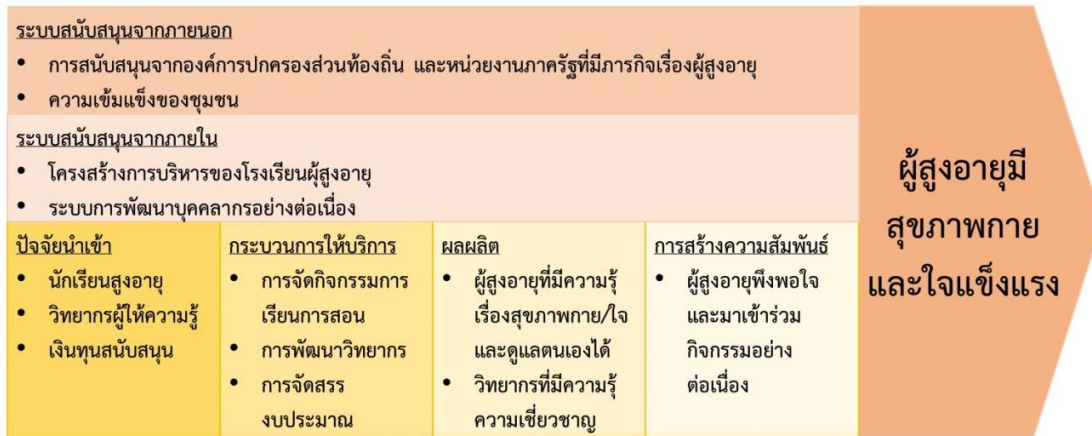 ระบบสนับสนุนจากภายนอก
• การสนับสนุนจากองค์การปกครองส่วนท้องถิ่น และหน่วยงานภาครัฐที่มีภารกิจเรื่องผู้สูงอายุ
• ความเข้มแข็งของชุมชน
ระบบสนับสนุนจากภายใน
• โครงสร้างการบริหารของโรงเรียนผุ้สูงอายุ
• ระบบการพัฒนาบุคคลากรอย่างต่อเนื่อง
ปัจจัยนำเข้า
• นักเรียนสูงอายุ
• วิทยากรผู้ให้ความรู้
• เงินทุนสนับสนุน
กระบวนการให้บริการ
• การจัดกิจกรรมการ
เรียนการสอน
• การพัฒนาวิทยากร
• การจัดสรร
งบประมาณ
ผลผลิต
• ผู้สูงอายุที่มีความรู้
เรื่องสุขภาพกาย/ใจ
และดูแลตนเองได้
• วิทยากรที่มีความรู้
ความเชี่ยวชาญ
การสร้างความสัมพันธ์
• ผู้สูงอายุพึงพอใจ
และมาเข้าร่วม
กิจกรรมอย่าง
ต่อเนื่อง
ผู้สูงอายุมี
สุขภาพกาย
และใจแข็งแรง